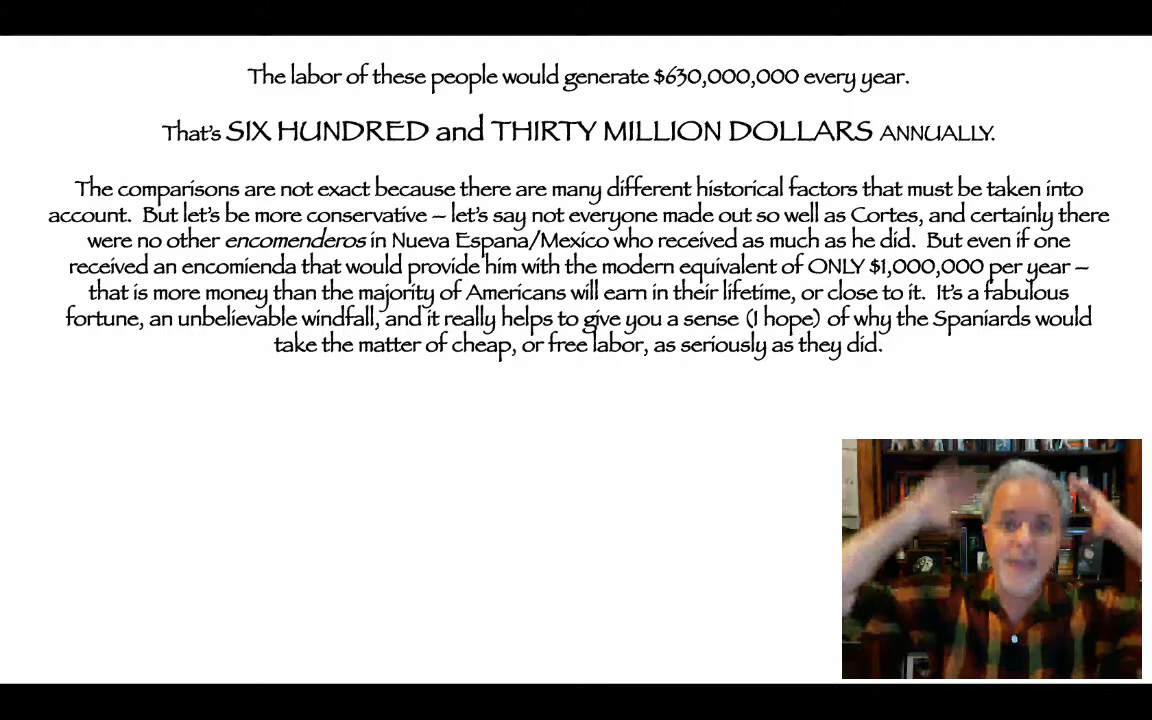 The labor of these people would generate $630,000,000 every year.
That's SIX HUNDRED and THIRTY MILLION DOLLARS ANNUALLY.
The comparisons are not exact because there are many different historical factors that must be taken into
account. But let's be more conservative – let's say not everyone made out so well as Cortes, and certainly there
were no other encomenderos in Nueva Espana/Mexico who received as much as he did. But even if one
received an encomienda that would provide him with the modern equivalent of ONLY $1,000,000 per year –
that is more money than the majority of Americans will earn in their lifetime, or close to it. It's a fabulous
fortune, an unbelievable windfall, and it really helps to give you a sense (I hope) of why the Spaniards would
take the matter of cheap, or free labor, as seriously as they did.